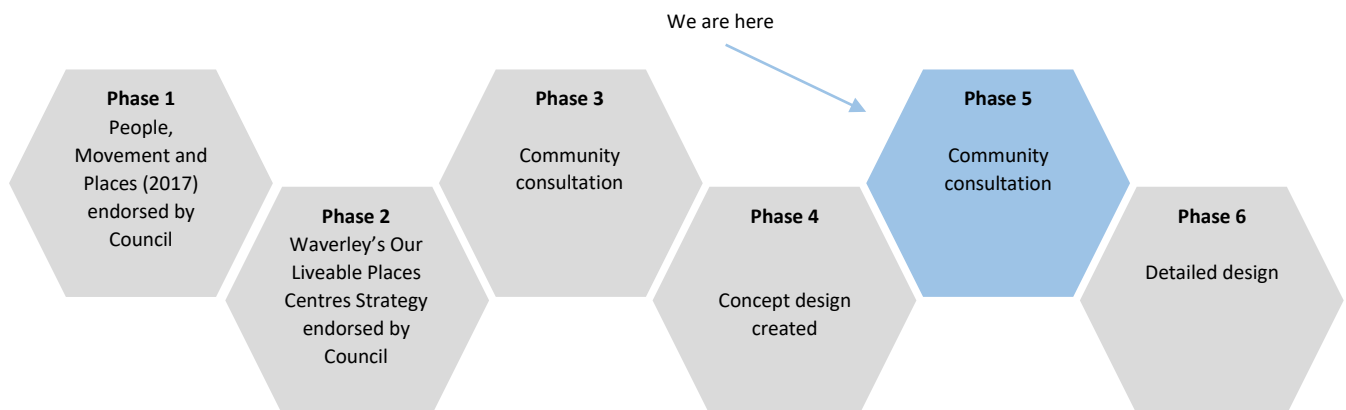 We are here
Phase 1
People,
Movement and
Places (2017)
endorsed by
Council
Phase 2
Waverley's Our
Liveable Places
Centres Strategy
endorsed by
Council
Phase 3
Community
consultation
Phase 4
Concept design
created
Phase 5
Community
consultation
Phase 6
Detailed design